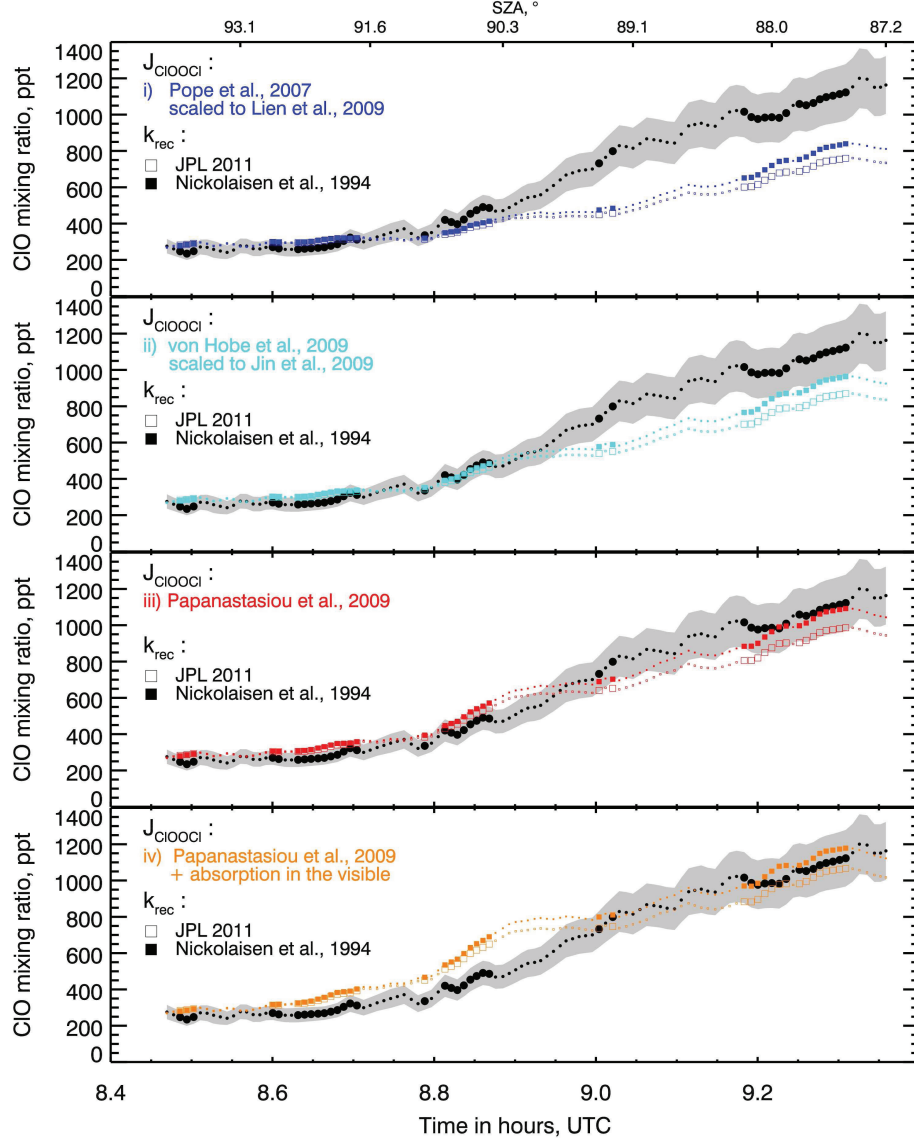 SZA, °
93.1 91.6 90.3 89.1 88.0 87.2
1400
1200
1000
800
600
400
200
0
ClO mixing ratio, ppt
JClOOCl :
i) Pope et al., 2007
scaled to Lien et al., 2009
krec :
JPL 2011
Nickolaisen et al., 1994
1400
1200
1000
800
600
400
200
0
ClO mixing ratio, ppt
JClOOCl :
ii) von Hobe et al., 2009
scaled to Jin et al., 2009
krec :
JPL 2011
Nickolaisen et al., 1994
1400
1200
1000
800
600
400
200
0
ClO mixing ratio, ppt
JClOOCl :
iii) Papanastasiou et al., 2009
krec :
JPL 2011
Nickolaisen et al., 1994
1400
1200
1000
800
600
400
200
0
ClO mixing ratio, ppt
JClOOCl :
iv) Papanastasiou et al., 2009
+ absorption in the visible
krec :
JPL 2011
Nickolaisen et al., 1994
8.4 8.6 8.8 9.0 9.2
Time in hours, UTC